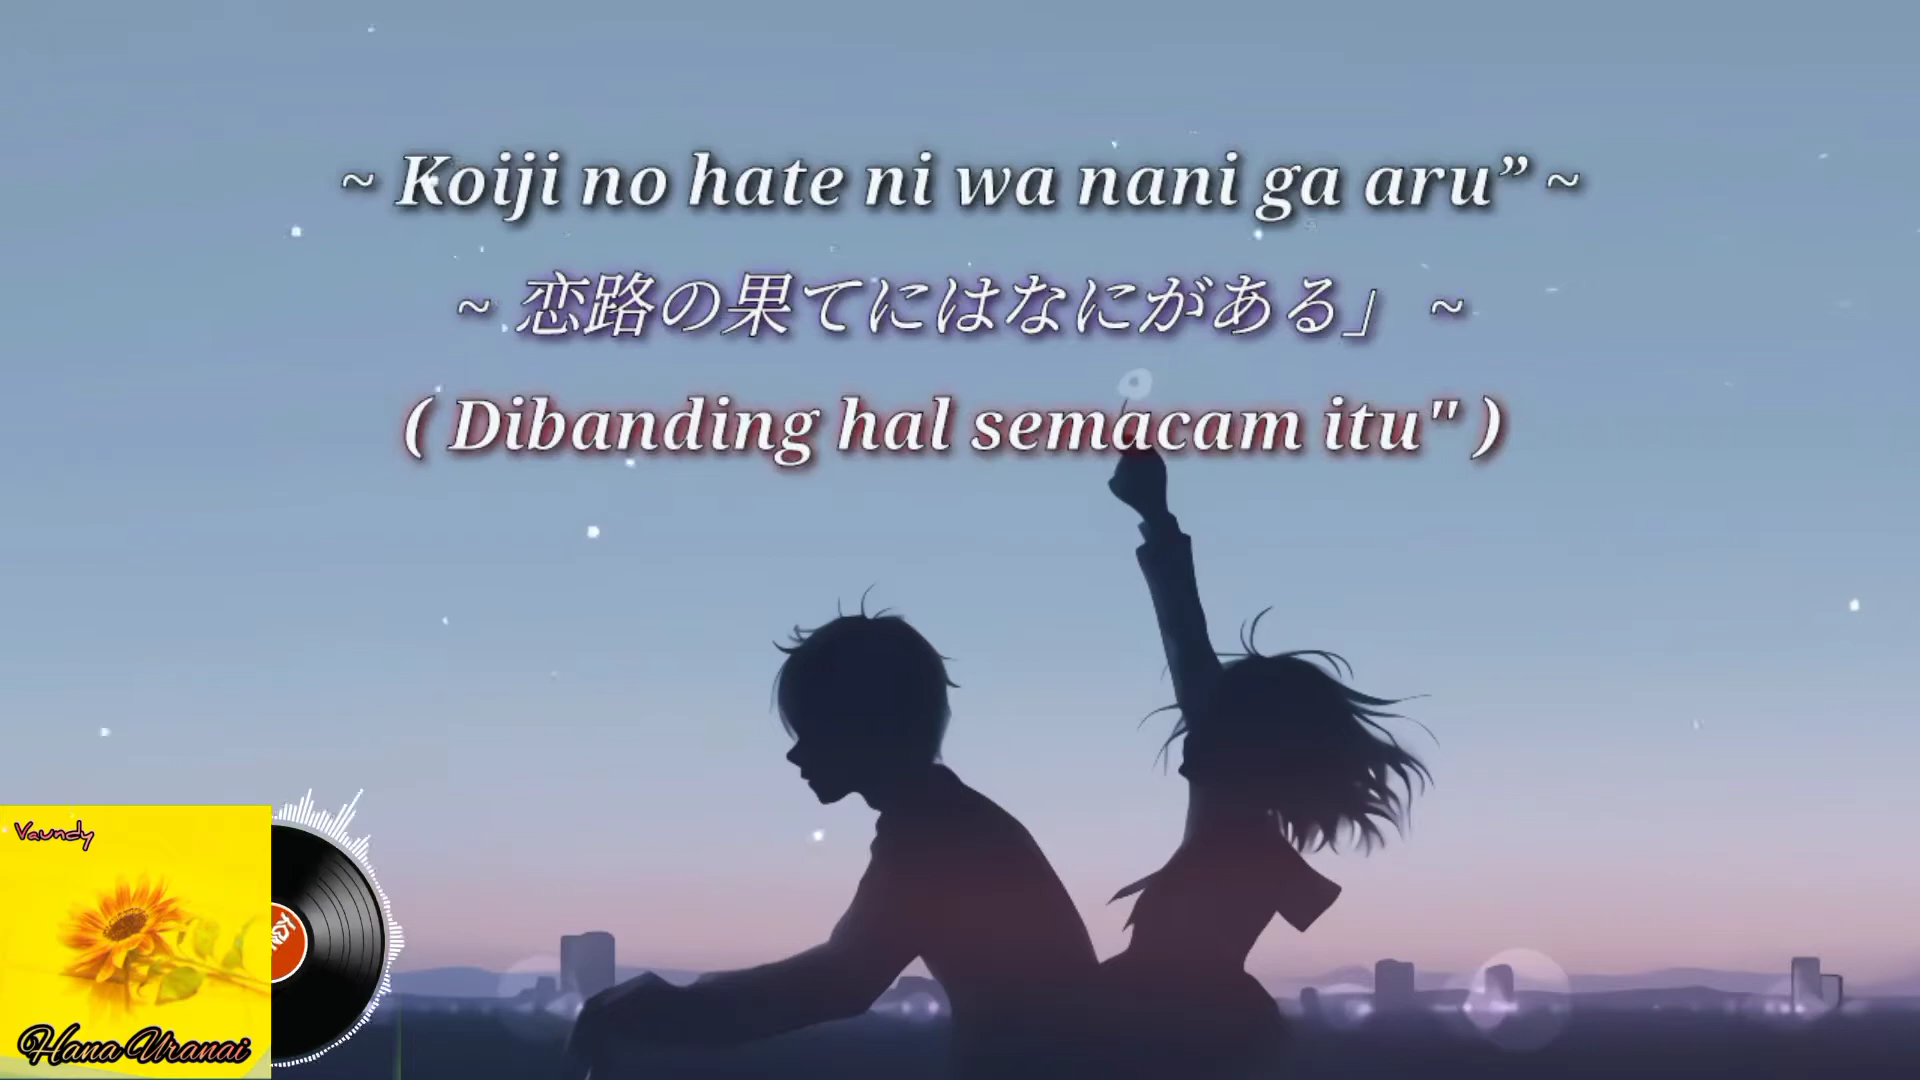 ~ Koiji no hate ni wa nani ga aru” ~
~ 恋路の果てにはなにがある」 ~
( Dibanding hal semacam itu" )
Vaundy
Hana Uranai